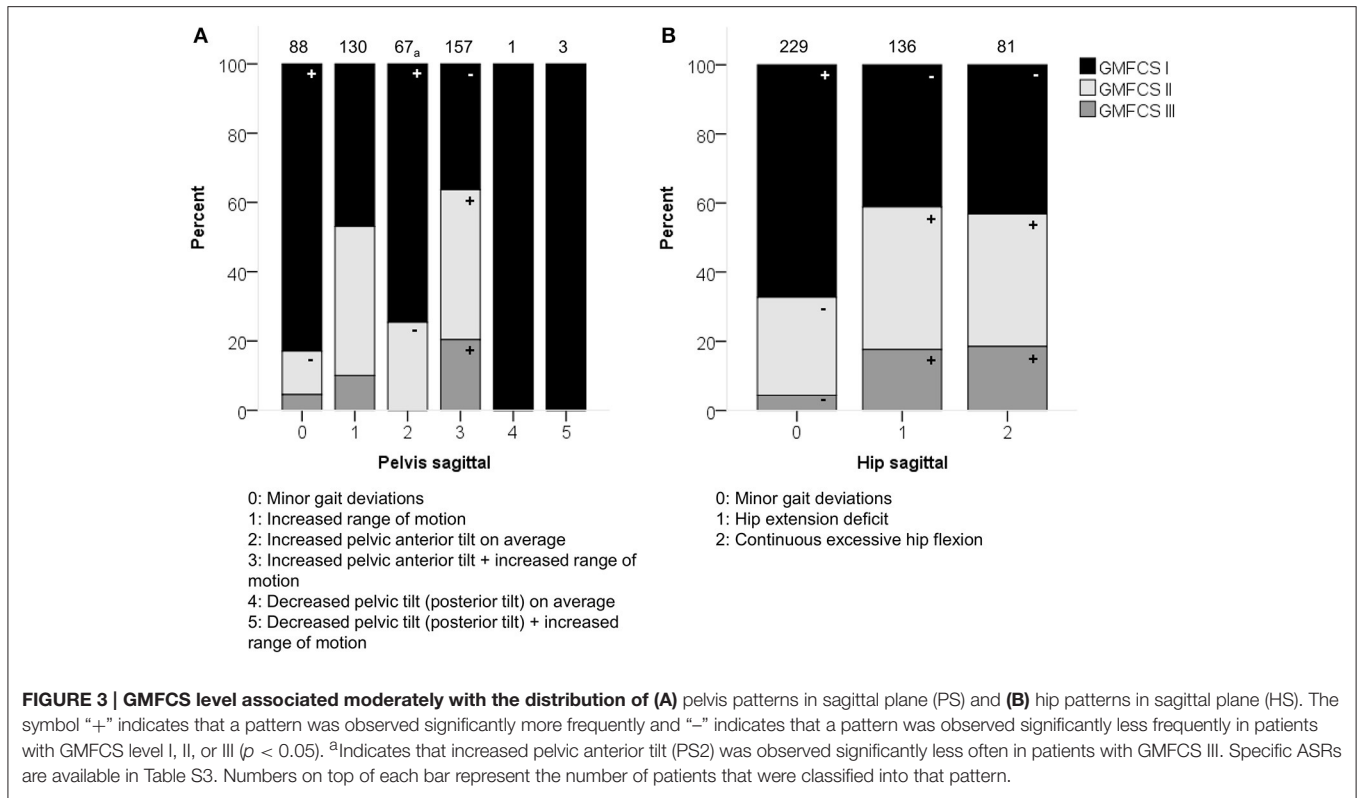 A
88 130 67a 157 1 3
100
80
60
40
20
0
Percent
+ + -
+
- -
+
0 1 2 3 4 5
Pelvis sagittal
0: Minor gait deviations
1: Increased range of motion
2: Increased pelvic anterior tilt on average
3: Increased pelvic anterior tilt + increased range of
motion
4: Decreased pelvic tilt (posterior tilt) on average
5: Decreased pelvic tilt (posterior tilt) + increased
range of motion
B
229 136 81
100
80
60
40
20
0
Percent
+ - -
- + +
- + +
0 1 2
Hip sagittal
0: Minor gait deviations
1: Hip extension deficit
2: Continuous excessive hip flexion
GMFCS I
GMFCS II
GMFCS III
FIGURE 3 | GMFCS level associated moderately with the distribution of (A) pelvis patterns in sagittal plane (PS) and (B) hip patterns in sagittal plane (HS). The
symbol “+” indicates that a pattern was observed significantly more frequently and “–” indicates that a pattern was observed significantly less frequently in patients
with GMFCS level I, II, or III (p < 0.05). aIndicates that increased pelvic anterior tilt (PS2) was observed significantly less often in patients with GMFCS III. Specific ASRs
are available in Table S3. Numbers on top of each bar represent the number of patients that were classified into that pattern.